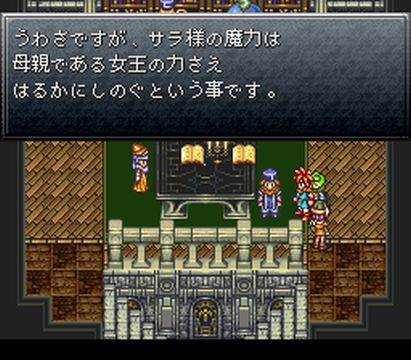 うわさですが、サラ様の魔力は
母親である女王の力さえ
はるかにしのぐという事です。